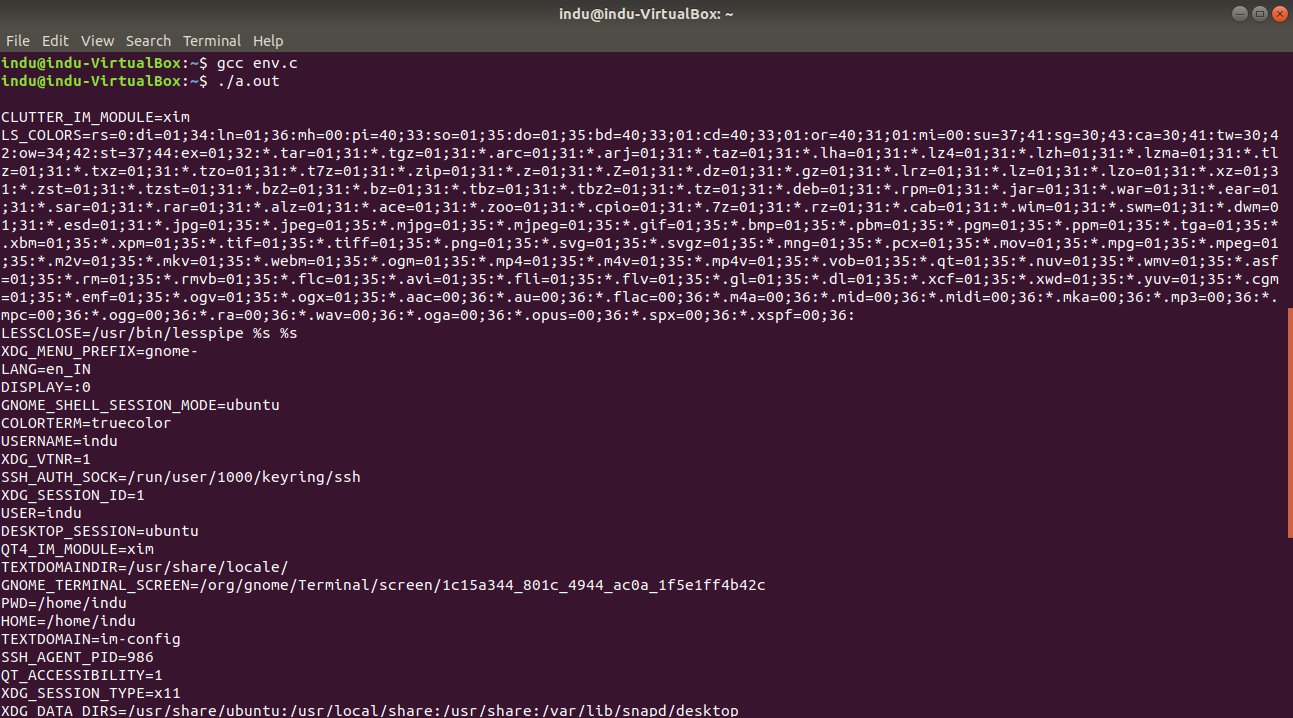 indu@indu-VirtualBox: ~
File Edit View Search Terminal Help
indu@indu-VirtualBox:~$ gcc env.c
indu@indu-VirtualBox:~$ ./a.out
CLUTTER_IM_MODULE=xim
LS_COLORS=rs=0:di=01;34:ln=01;36:mh=00:pi=40;33:so=01;35:do=01;35:bd=40;33;01:cd=40;33;01:or=40;31;01:mi=00:su=37;41:sg=30;43:ca=30;41:tw=30;4
2:ow=34;42:st=37;44:ex=01;32:*.tar=01;31:*.tgz=01;31:*.arc=01;31:*.arj=01;31:*.taz=01;31:*.lha=01;31:*.lz4=01;31:*.lzh=01;31:*.lzma=01;31:*.tl
z=01;31:*.txz=01;31:*.tzo=01;31:*.t7z=01;31:*.zip=01;31:*.z=01;31:*.Z=01;31:*.dz=01;31:*.gz=01;31:*.lrz=01;31:*.lz=01;31:*.lzo=01;31:*.xz=01;3
1:*.zst=01;31:*.tzst=01;31:*.bz2=01;31:*.bz=01;31:*.tbz=01;31:*.tbz2=01;31:*.tz=01;31:*.deb=01;31:*.rpm=01;31:*.jar=01;31:*.war=01;31:*.ear=01
;31:*.sar=01;31:*.rar=01;31:*.alz=01;31:*.ace=01;31:*.zoo=01;31:*.cpio=01;31:*.7z=01;31:*.rz=01;31:*.cab=01;31:*.wim=01;31:*.swm=01;31:*.dwm=0
1;31:*.esd=01;31:*.jpg=01;35:*.jpeg=01;35:*.mjpg=01;35:*.mjpeg=01;35:*.gif=01;35:*.bmp=01;35:*.pbm=01;35:*.pgm=01;35:*.ppm=01;35:*.tga=01;35:*
.xbm=01;35:*.xpm=01;35:*.tif=01;35:*.tiff=01;35:*.png=01;35:*.svg=01;35:*.svgz=01;35:*.mng=01;35:*.pcx=01;35:*.mov=01;35:*.mpg=01;35:*.mpeg=01
;35:*.m2v=01;35:*.mkv=01;35:*.webm=01;35:*.ogm=01;35:*.mp4=01;35:*.m4v=01;35:*.mp4v=01;35:*.vob=01;35:*.qt=01;35:*.nuv=01;35:*.wmv=01;35:*.asf
=01;35:*.rm=01;35:*.rmvb=01;35:*.flc=01;35:*.avi=01;35:*.fli=01;35:*.flv=01;35:*.gl=01;35:*.dl=01;35:*.xcf=01;35:*.xwd=01;35:*.yuv=01;35:*.cgm
=01;35:*.emf=01;35:*.ogv=01;35:*.ogx=01;35:*.aac=00;36:*.au=00;36:*.flac=00;36:*.m4a=00;36:*.mid=00;36:*.midi=00;36:*.mka=00;36:*.mp3=00;36:*.
mpc=00;36:*.ogg=00;36:*.ra=00;36:*.wav=00;36:*.oga=00;36:*.opus=00;36:*.spx=00;36:*.xspf=00;36:
LESSCLOSE=/usr/bin/lesspipe %s %s
XDG_MENU_PREFIX=gnome-
LANG=en_IN
DISPLAY=:0
GNOME_SHELL_SESSION_MODE=ubuntu
COLORTERM=truecolor
USERNAME=indu
XDG_VTNR=1
SSH_AUTH_SOCK=/run/user/1000/keyring/ssh
XDG_SESSION_ID=1
USER=indu
DESKTOP_SESSION=ubuntu
QT4_IM_MODULE=xim
TEXTDOMAINDIR=/usr/share/locale/
GNOME_TERMINAL_SCREEN=/org/gnome/Terminal/screen/1c15a344_801c_4944_ac0a_1f5e1ff4b42c
PWD=/home/indu
HOME=/home/indu
TEXTDOMAIN=im-config
SSH_AGENT_PID=986
QT_ACCESSIBILITY=1
XDG_SESSION_TYPE=x11
XDG_DATA_DIRS=/usr/share/ubuntu:/usr/local/share:/usr/share:/var/lib/snapd/desktop